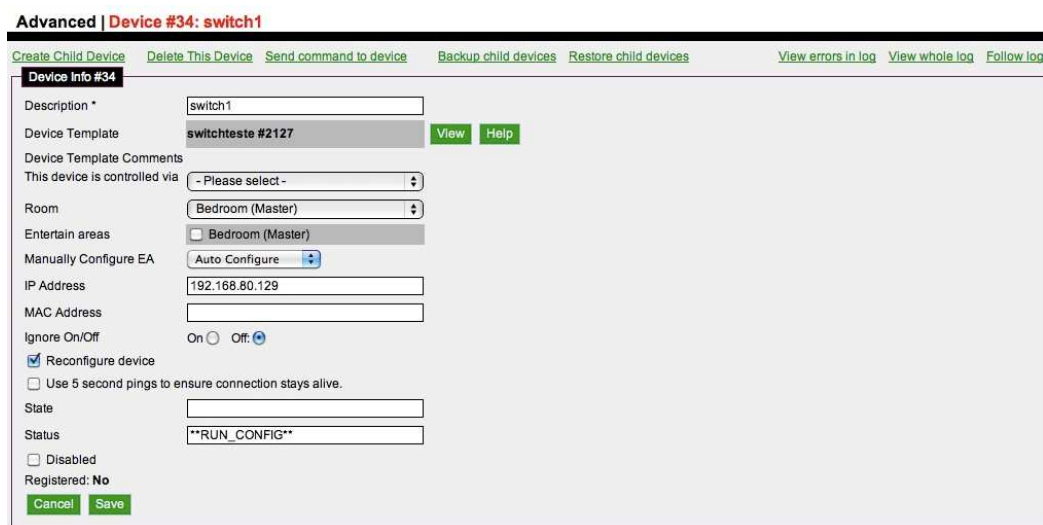 Advanced | Device #34: switch1
Create Child Device Delete This Device Send command to device Backup child devices Restore child devices View errors in log View whole log Follow log
Device Info #34
Description * switch1
Device Template switchteste #2127 View Help
Device Template Comments
This device is controlled via - Please select -
Room Bedroom (Master)
Entertain areas Bedroom (Master)
Manually Configure EA Auto Configure
IP Address 192.168.80.129
MAC Address
Ignore On/Off On Off:
Reconfigure device
Use 5 second pings to ensure connection stays alive.
State
Status **RUN_CONFIG**
Disabled
Registered: No
Cancel Save